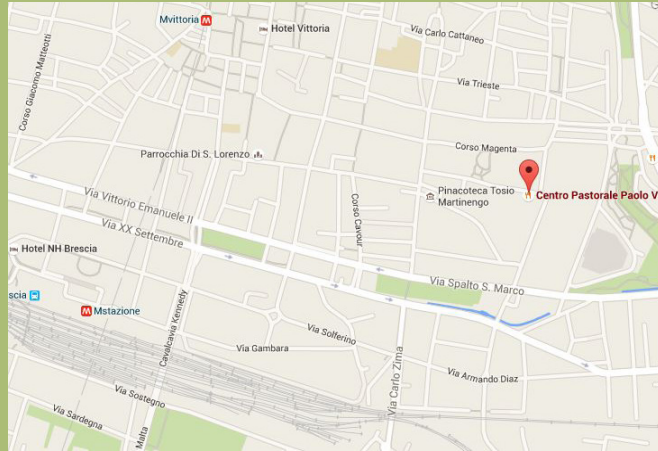 Mvittoria
Hotel Vittoria
Via Carlo Cattaneo
Corso Giacomo Matteotti
Via Trieste
Corso Magenta
Parrocchia Di S. Lorenzo
Pinacoteca Tosio
Martinengo
Centro Pastorale Paolo V
Via Vittorio Emanuele II
Corso Cavour
Via XX Settembre
Hotel NH Brescia
Via Spalto S. Marco
scia
Mstazione
Cavalcavia Kennedy
Via Solferino
Via Gambara
Via Carlo Zima
Via Armando Diaz
Via Sostegno
Via Sardegna
Malta